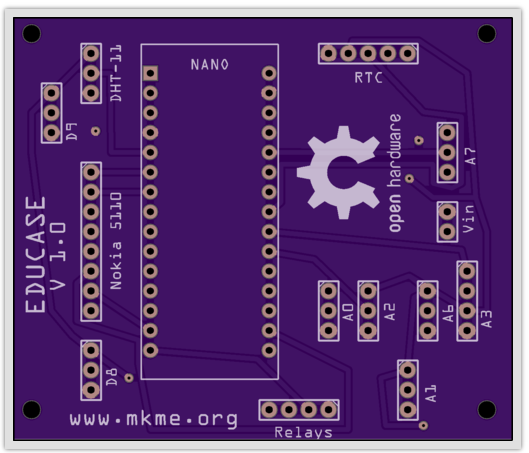 NANO
DHT-11
RTC
D9
open hardware
A7
Nokia 5110
EDUCASE
V 1.0
Vin
A0
A2
A6
A3
D8
A1
www.mkme.org
Relays